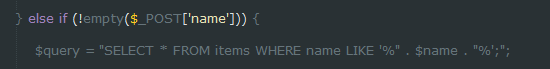 } else if (!empty($_POST['name'])) {
$query = "SELECT * FROM items WHERE name LIKE '%" . $name . "%';";